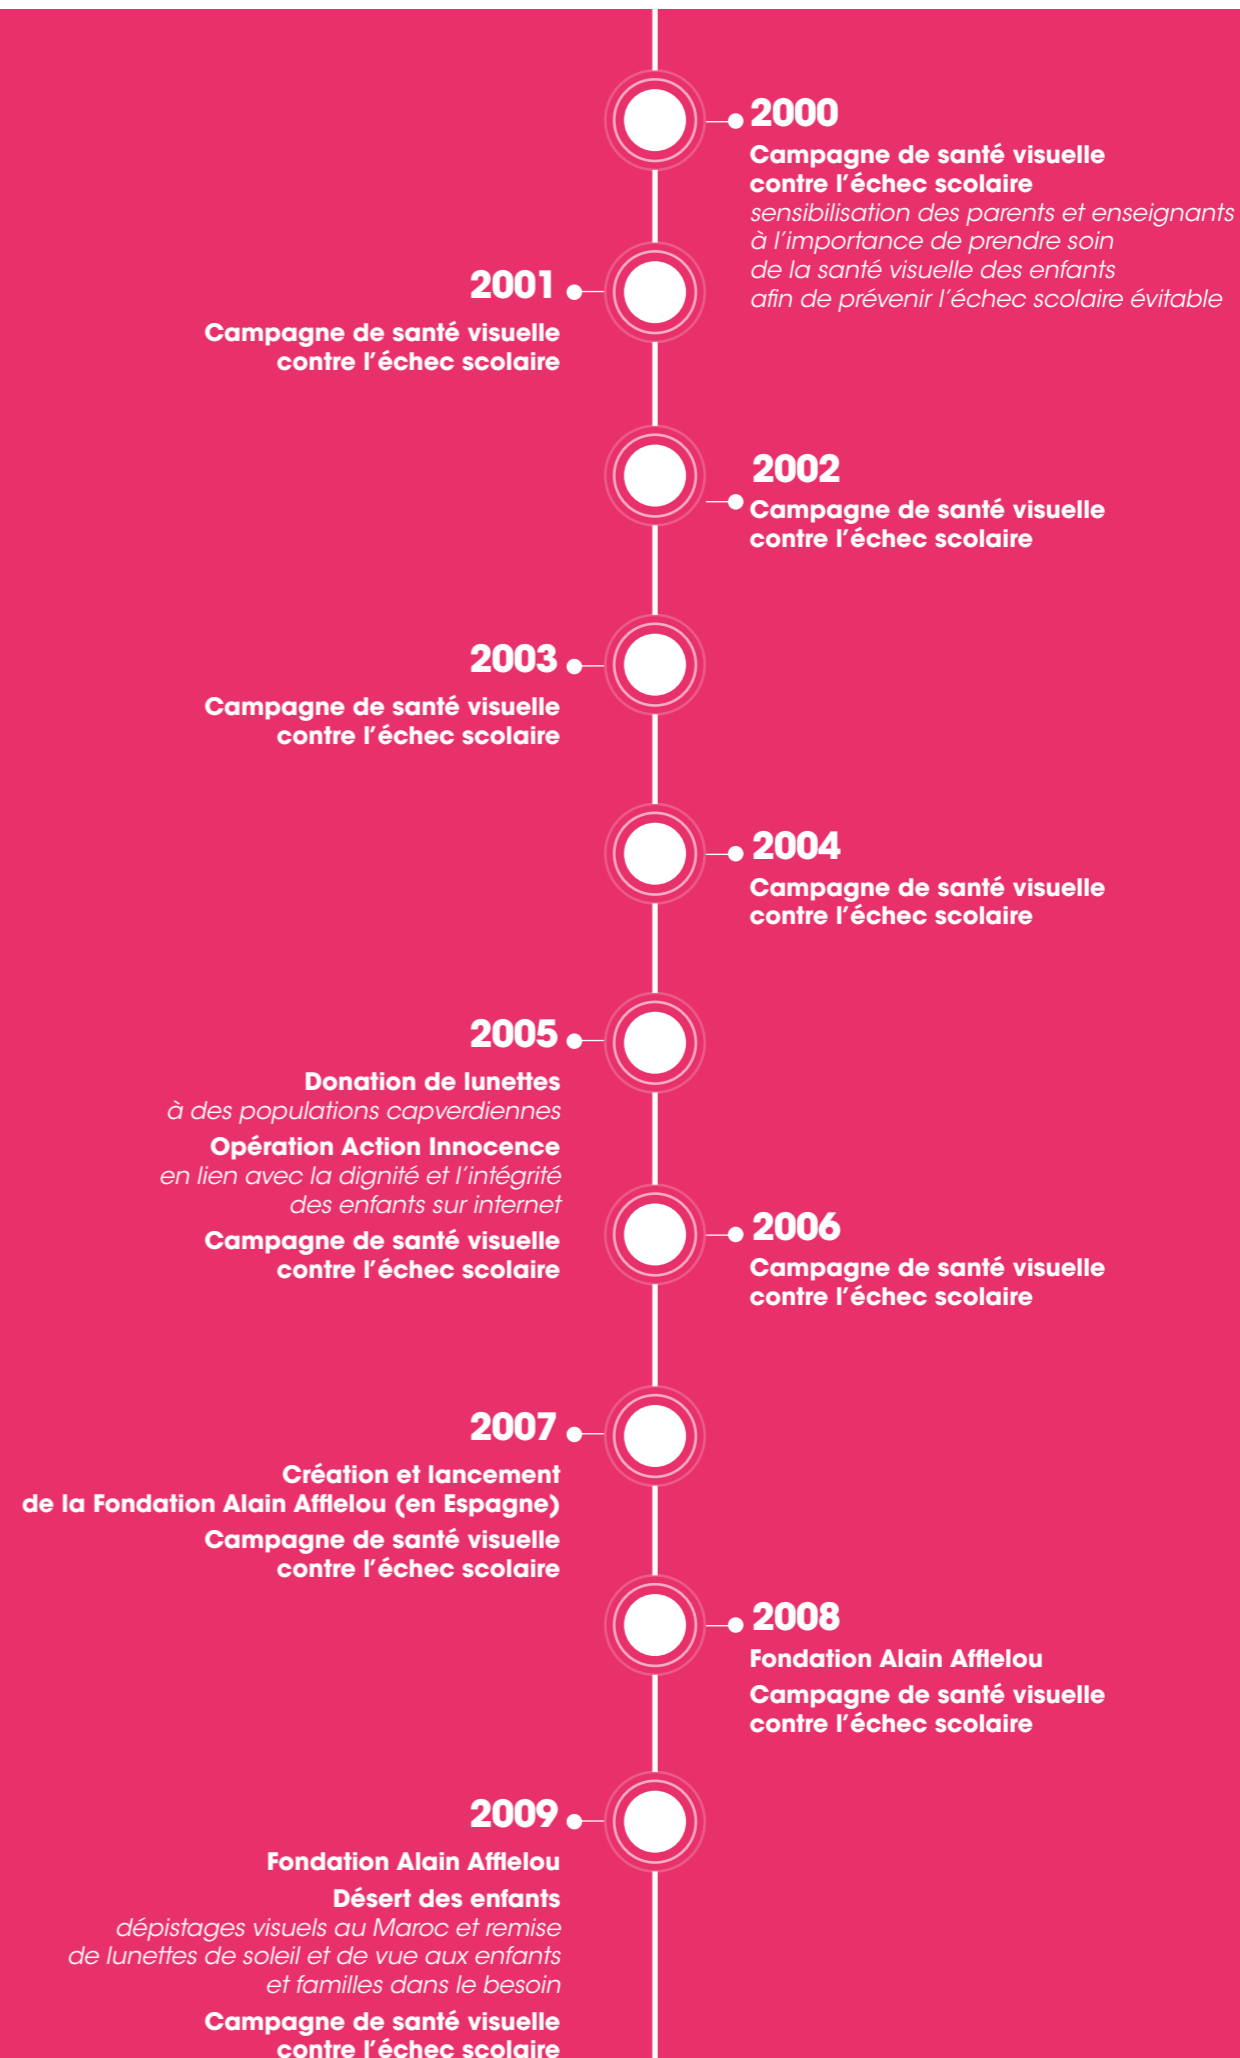 2000
Campagne de santé visuelle
contre l’échec scolaire
sensibilisation des parents et enseignants
à l’importance de prendre soin
de la santé visuelle des enfants
afin de prévenir l’échec scolaire évitable
2001
Campagne de santé visuelle
contre l’échec scolaire
2002
Campagne de santé visuelle
contre l’échec scolaire
2003
Campagne de santé visuelle
contre l’échec scolaire
2004
Campagne de santé visuelle
contre l’échec scolaire
2005
Donation de lunettes
à des populations capverdiennes
Opération Action Innocence
en lien avec la dignité et l’intégrité
des enfants sur internet
Campagne de santé visuelle
contre l’échec scolaire
2006
Campagne de santé visuelle
contre l’échec scolaire
2007
Création et lancement
de la Fondation Alain Afflelou (en Espagne)
Campagne de santé visuelle
contre l’échec scolaire
2008
Fondation Alain Afflelou
Campagne de santé visuelle
contre l’échec scolaire
2009
Fondation Alain Afflelou
Désert des enfants
dépistages visuels au Maroc et remise
de lunettes de soleil et de vue aux enfants
et familles dans le besoin
Campagne de santé visuelle
contre l’échec scolaire